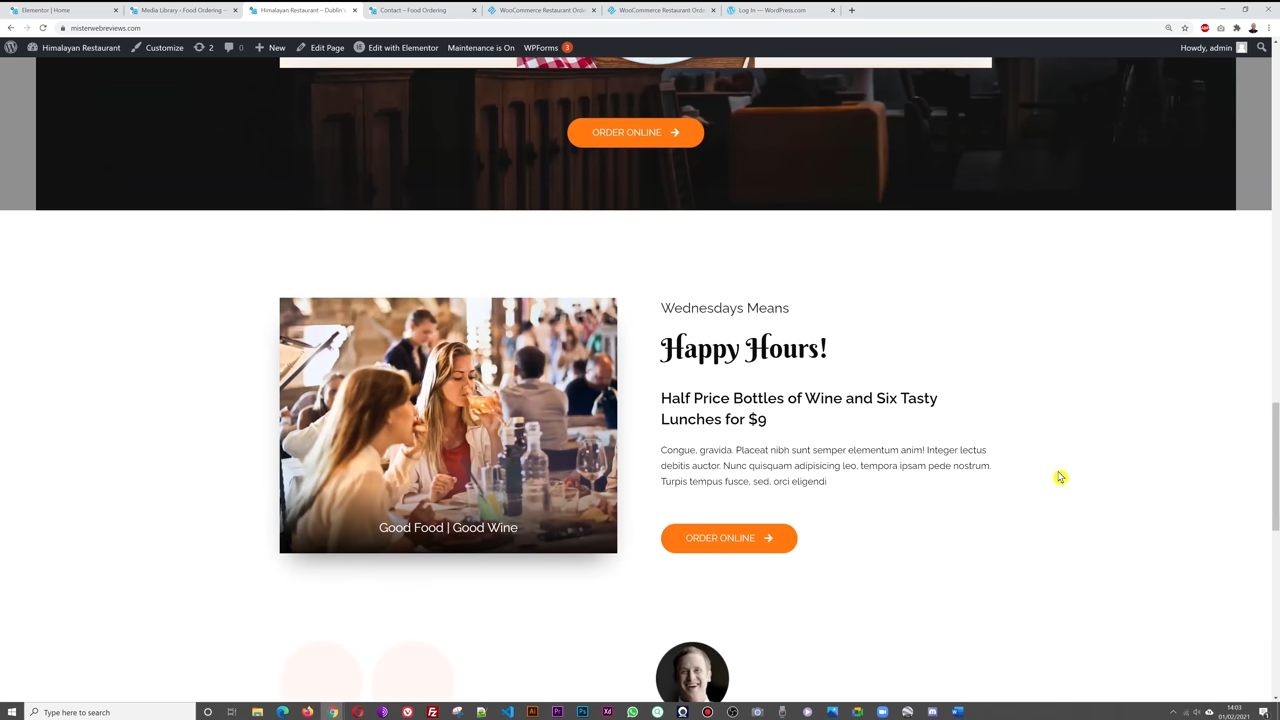 Elementor | Home
Media Library ‹ Food Ordering —
Himalayan Restaurant – Dublin's
Contact – Food Ordering
WooCommerce Restaurant Orde
WooCommerce Restaurant Orde
Log In — WordPress.com
misterwebreviews.com
Himalayan Restaurant
Customize
2
0
New
Edit Page
Edit with Elementor
Maintenance is On
WPForms 3
Howdy, admin
ORDER ONLINE
Wednesdays Means
Happy Hours!
Half Price Bottles of Wine and Six Tasty
Lunches for $9
Congue, gravida. Placeat nibh sunt semper elementum anim! Integer lectus
debitis auctor. Nunc quisquam adipisicing leo, tempora ipsam pede nostrum.
Turpis tempus fusce, sed, orci eligendi
Good Food | Good Wine
ORDER ONLINE
Type here to search
14:03
01/02/2021